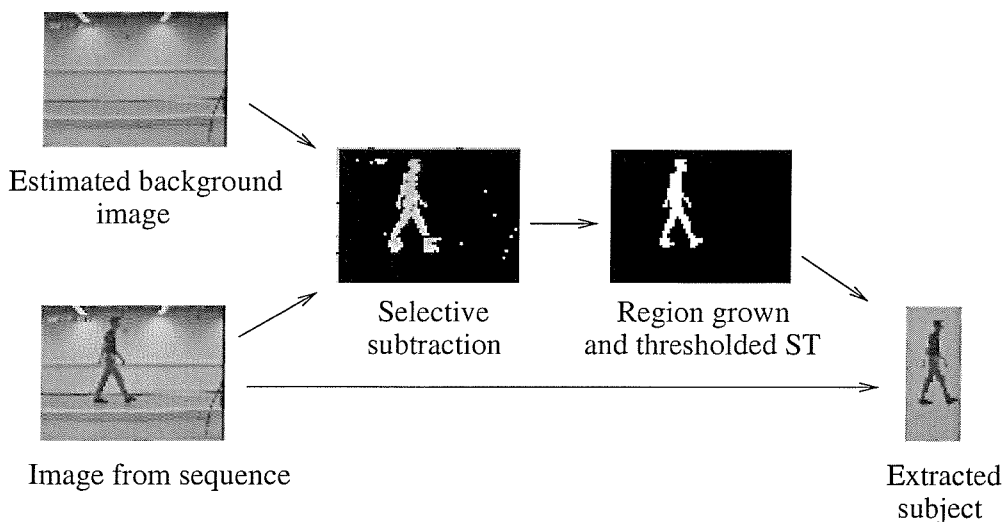 Estimated background
image
Selective
subtraction
Region grown
and thresholded ST
Image from sequence
Extracted
subject